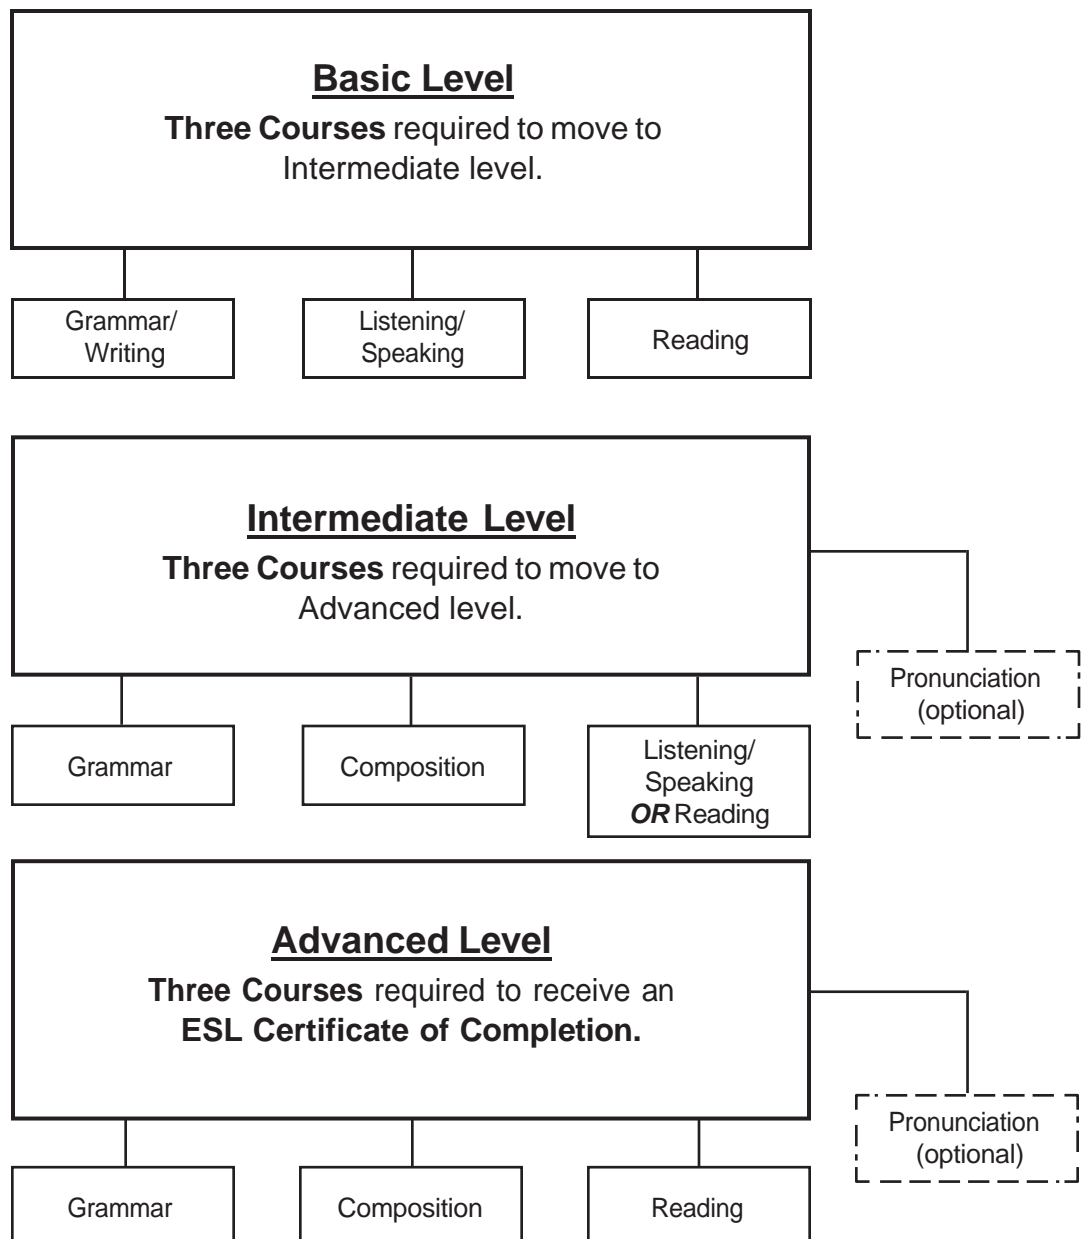 Basic Level
Three Courses required to move to
Intermediate level.
Grammar/
Writing
Listening/
Speaking
Reading
Intermediate Level
Three Courses required to move to
Advanced level.
Pronunciation
(optional)
Grammar
Composition
Listening/
Speaking
OR Reading
Advanced Level
Three Courses required to receive an
ESL Certificate of Completion.
Pronunciation
(optional)
Grammar
Composition
Reading